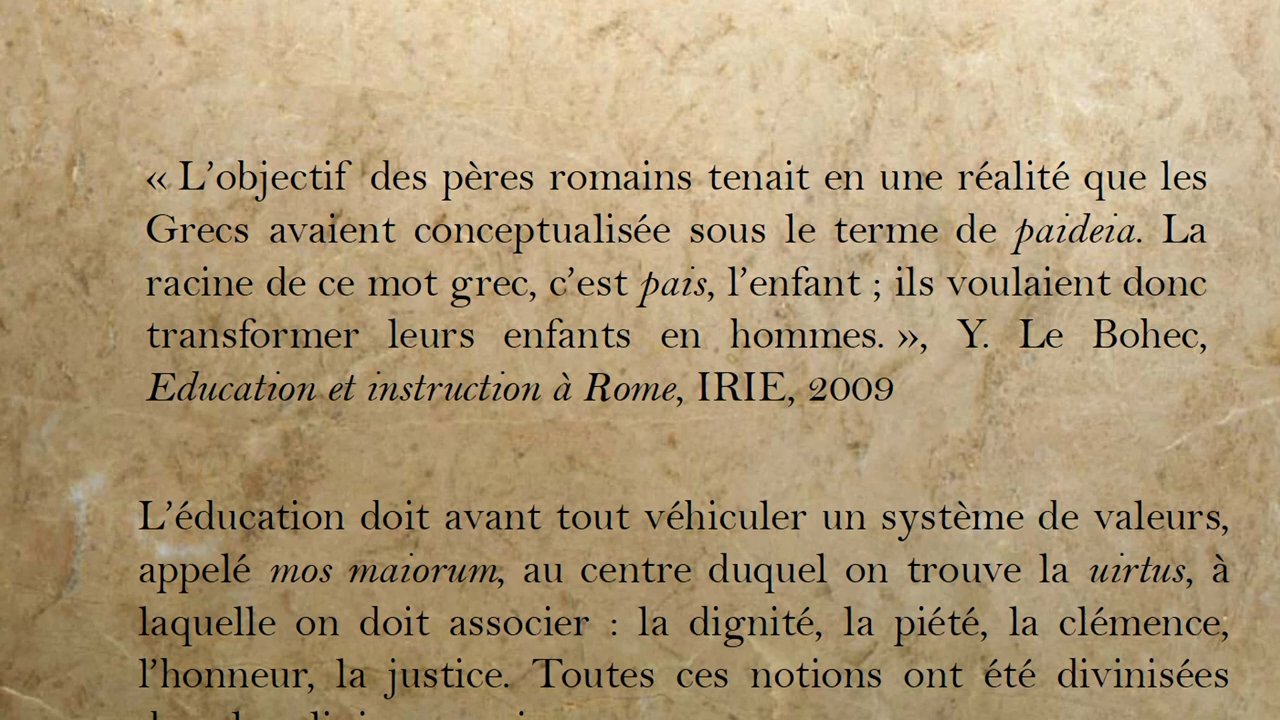 « L’objectif des pères romains tenait en une réalité que les
Grecs avaient conceptualisée sous le terme de paideia. La
racine de ce mot grec, c’est pais, l’enfant ; ils voulaient donc
transformer leurs enfants en hommes. », Y. Le Bohec,
Education et instruction à Rome, IRIE, 2009
L’éducation doit avant tout véhiculer un système de valeurs,
appelé mos maiorum, au centre duquel on trouve la uirtus, à
laquelle on doit associer : la dignité, la piété, la clémence,
l’honneur, la justice. Toutes ces notions ont été divinisées